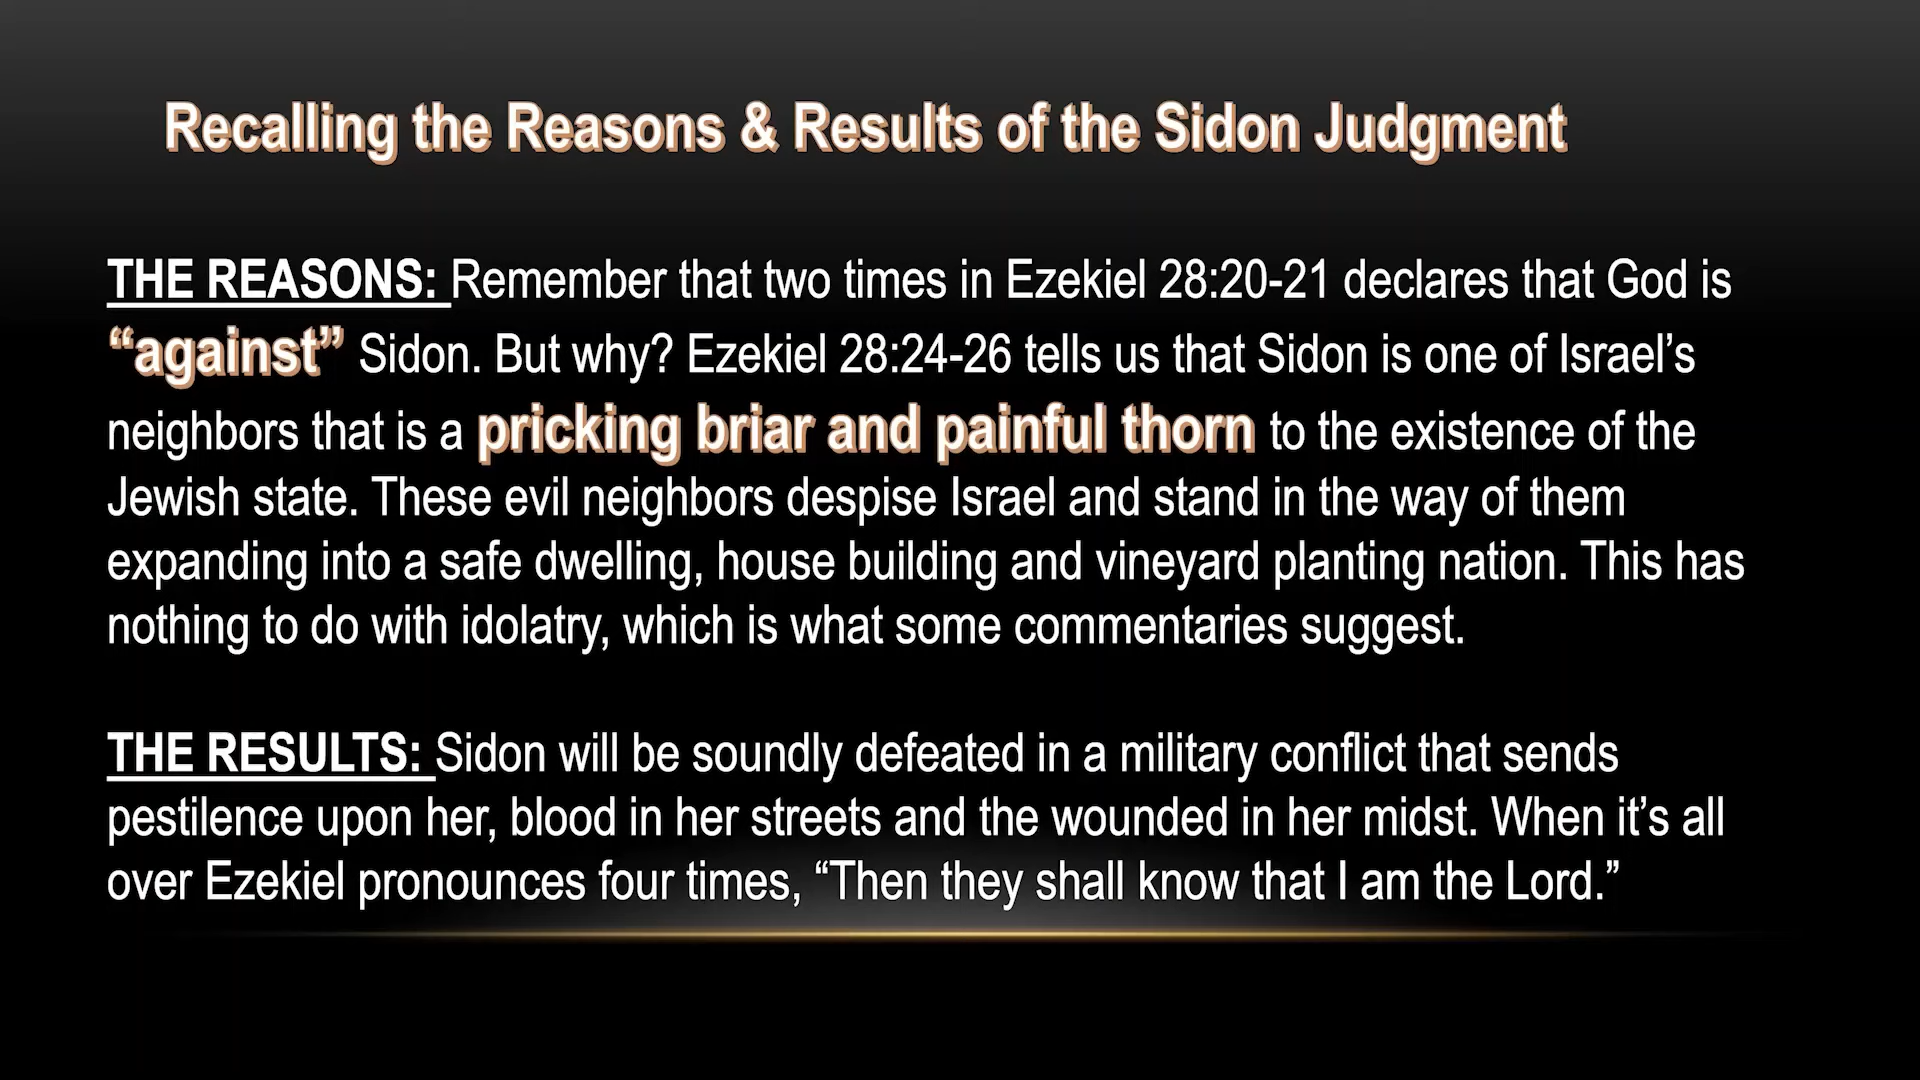 Recalling the Reasons & Results of the Sidon Judgment
THE REASONS: Remember that two times in Ezekiel 28:20-21 declares that God is
“against” Sidon. But why? Ezekiel 28:24-26 tells us that Sidon is one of Israel’s
neighbors that is a pricking briar and painful thorn to the existence of the
Jewish state. These evil neighbors despise Israel and stand in the way of them
expanding into a safe dwelling, house building and vineyard planting nation. This has
nothing to do with idolatry, which is what some commentaries suggest.
THE RESULTS: Sidon will be soundly defeated in a military conflict that sends
pestilence upon her, blood in her streets and the wounded in her midst. When it’s all
over Ezekiel pronounces four times, “Then they shall know that I am the Lord.”